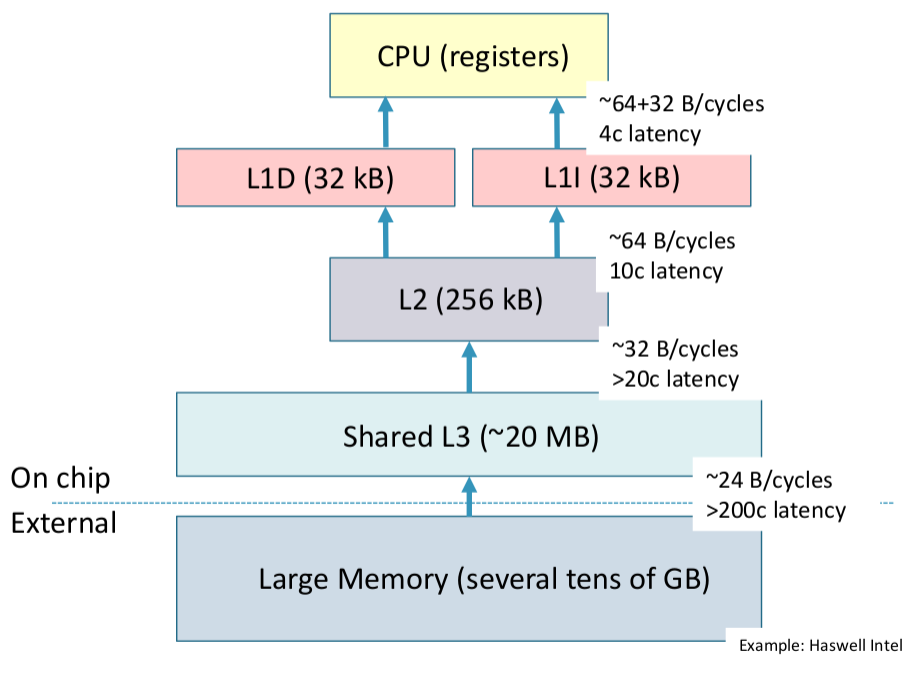 CPU (registers)
~64+32 B/cycles
4c latency
L1D (32 kB)
L1I (32 kB)
~64 B/cycles
10c latency
L2 (256 kB)
~32 B/cycles
>20c latency
Shared L3 (~20 MB)
On chip
~24 B/cycles
>200c latency
External
Large Memory (several tens of GB)
Example: Haswell Intel